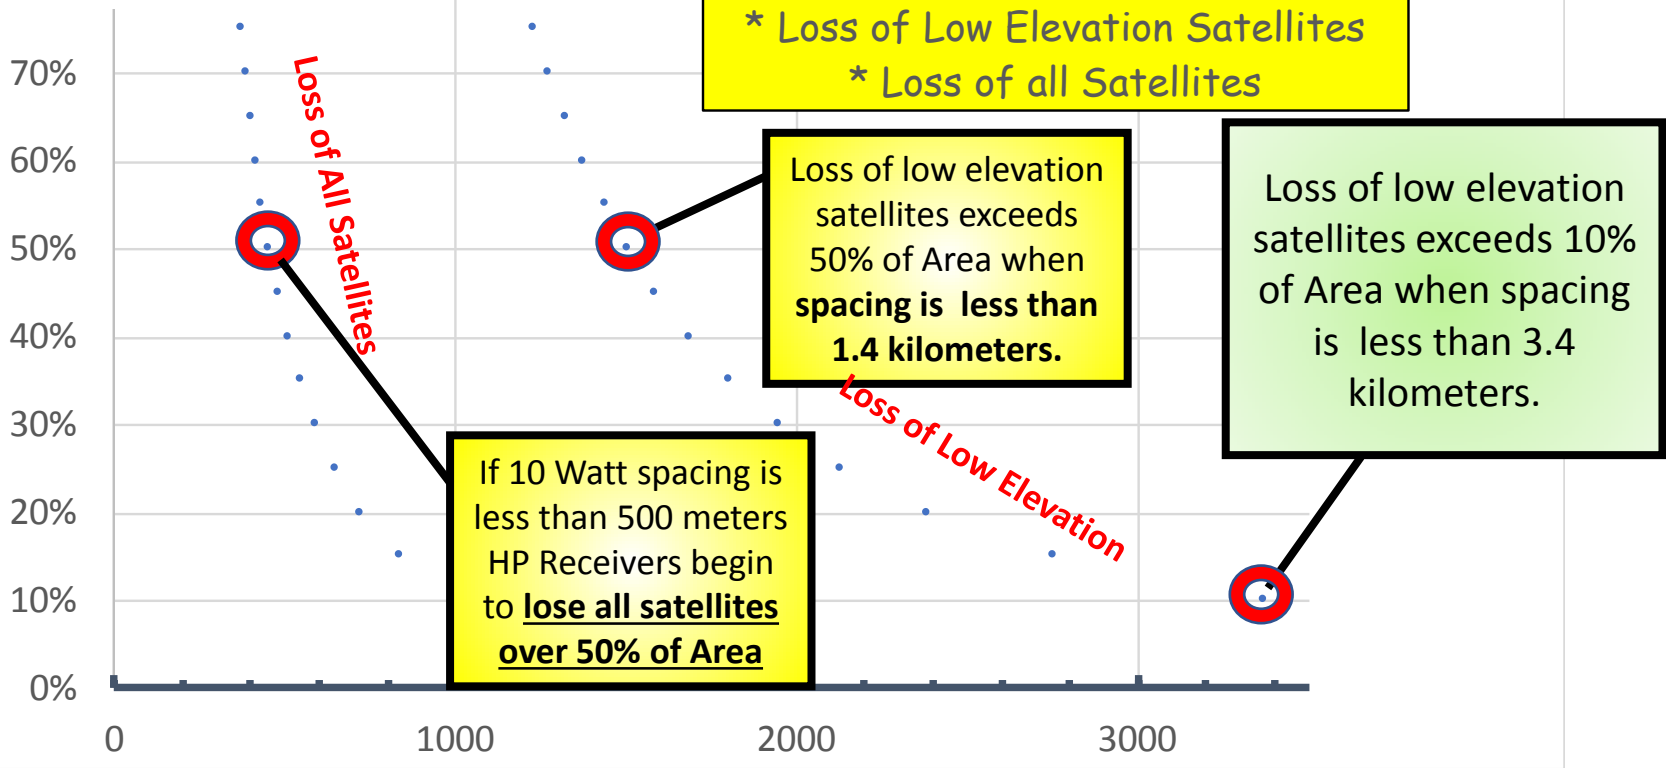 * Loss of Low Elevation Satellites
* Loss of all Satellites
70%
60%
50%
40%
30%
20%
10%
0%
Loss of All Satellites
Loss of low elevation
satellites exceeds
50% of Area when
spacing is less than
1.4 kilometers.
Loss of low elevation
satellites exceeds 10%
of Area when spacing
is less than 3.4
kilometers.
Loss of Low Elevation
If 10 Watt spacing is
less than 500 meters
HP Receivers begin
to lose all satellites
over 50% of Area
0
1000
2000
3000